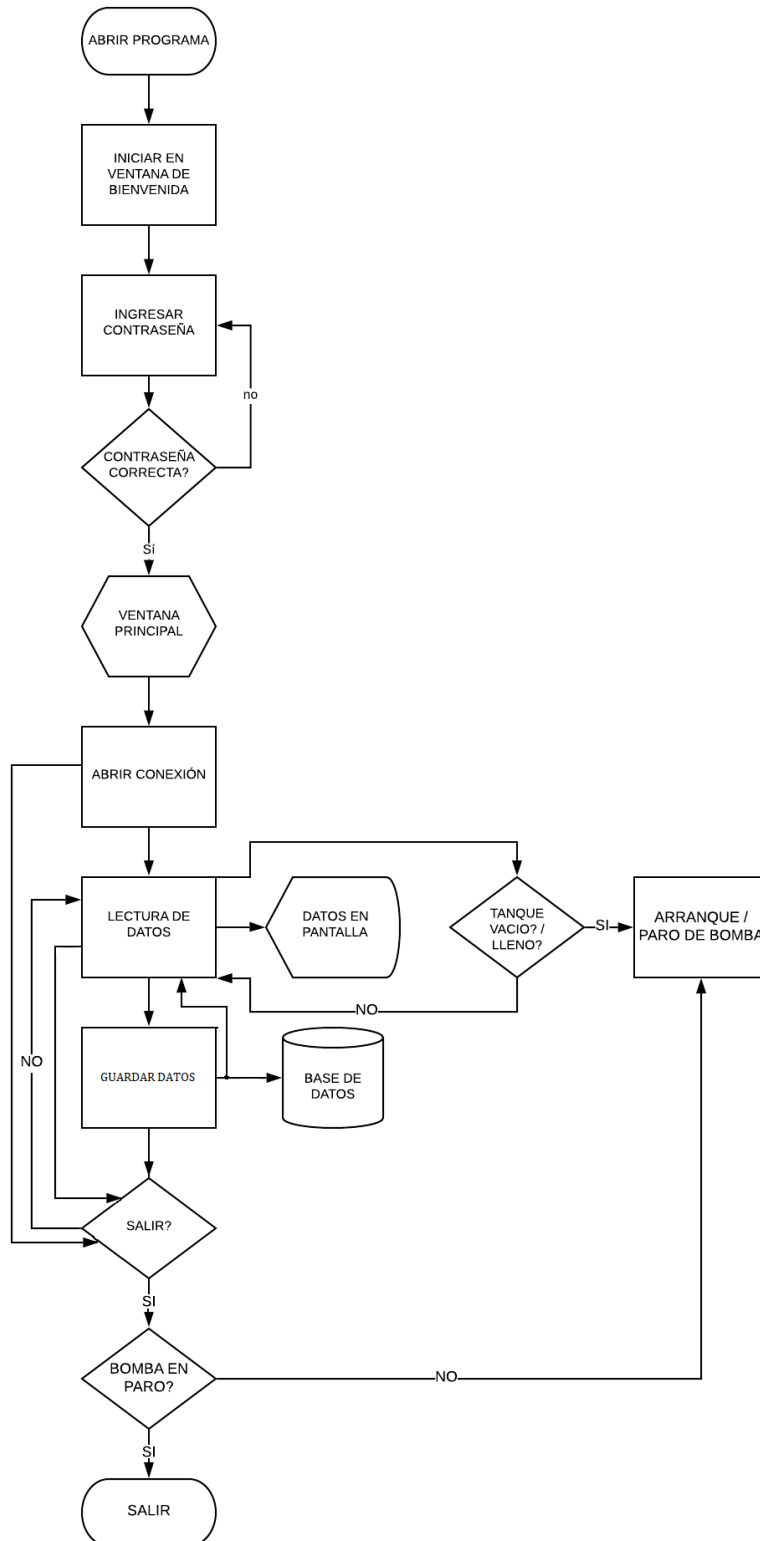 ABRIR PROGRAMA
INICIAR EN
VENTANA DE
BIENVENIDA
INGRESAR
CONTRASEÑA
no
CONTRASEÑA
CORRECTA?
Sí
VENTANA
PRINCIPAL
ABRIR CONEXIÓN
LECTURA DE
DATOS
DATOS EN
PANTALLA
TANQUE
VACIO? /
LLENO?
SI
ARRANQUE /
PARO DE BOMBA
NO
NO
GUARDAR DATOS
BASE DE
DATOS
SALIR?
SI
BOMBA EN
PARO?
NO
SI
SALIR